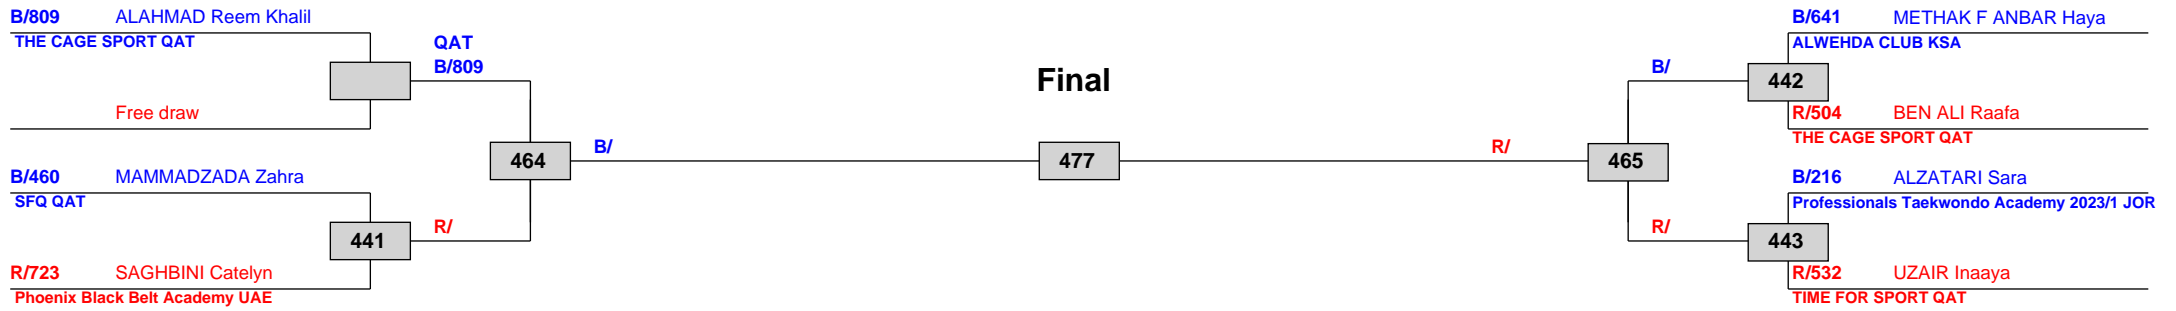 B/809 ALAHMAD Reem Khalil
THE CAGE SPORT QAT
QAT
B/809
Free draw
464
B/
B/460 MAMMADZADA Zahra
SFQ QAT
441
R/
R/723 SAGHBINI Catelyn
Phoenix Black Belt Academy UAE
Final
477
B/641 METHAK F ANBAR Haya
ALWEHDA CLUB KSA
B/
442
R/504 BEN ALI Raafa
THE CAGE SPORT QAT
R/
465
B/216 ALZATARI Sara
Professionals Taekwondo Academy 2023/1 JOR
R/
443
R/532 UZAIR Inaaya
TIME FOR SPORT QAT